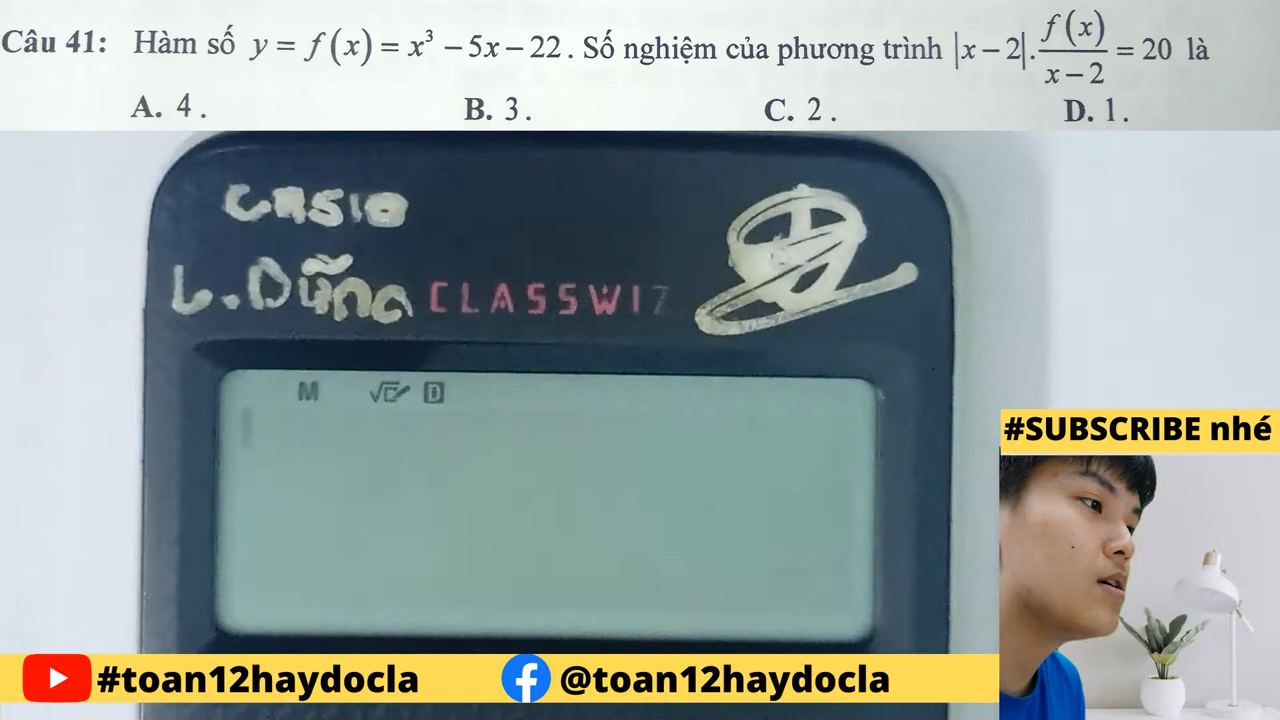 Câu 41: Hàm số y = f(x) = x³ − 5x − 22. Số nghiệm của phương trình |x − 2|.f(x)/(x − 2) = 20 là
A. 4. B. 3. C. 2. D. 1.
CASIO
L.Dũng CLASSWIZ
M √▫ D
#SUBSCRIBE nhé
#toan12haydocla @toan12haydocla